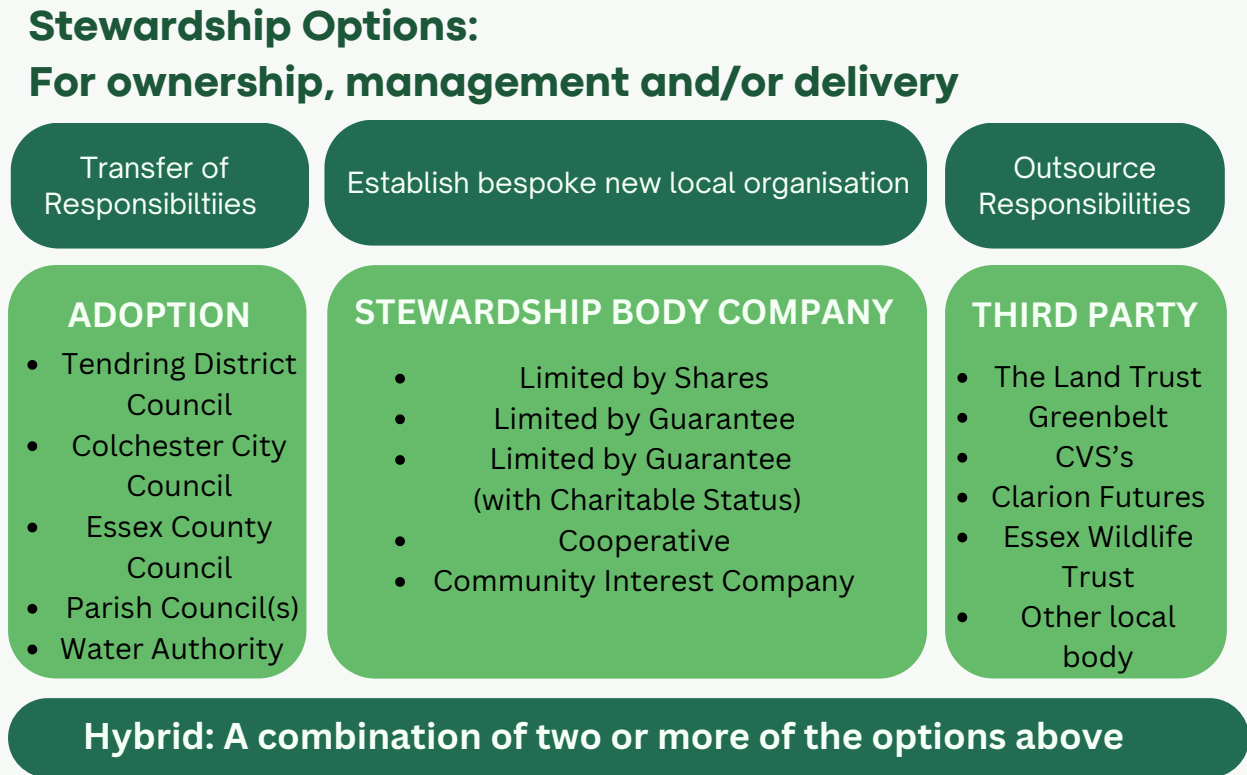 Stewardship Options:
For ownership, management and/or delivery
Transfer of
Responsibiltiies
Establish bespoke new local organisation
Outsource
Responsibilities
ADOPTION
• Tendring District
Council
• Colchester City
Council
• Essex County
Council
• Parish Council(s)
• Water Authority
STEWARDSHIP BODY COMPANY
• Limited by Shares
• Limited by Guarantee
• Limited by Guarantee
(with Charitable Status)
• Cooperative
• Community Interest Company
THIRD PARTY
• The Land Trust
• Greenbelt
• CVS’s
• Clarion Futures
• Essex Wildlife
Trust
• Other local
body
Hybrid: A combination of two or more of the options above